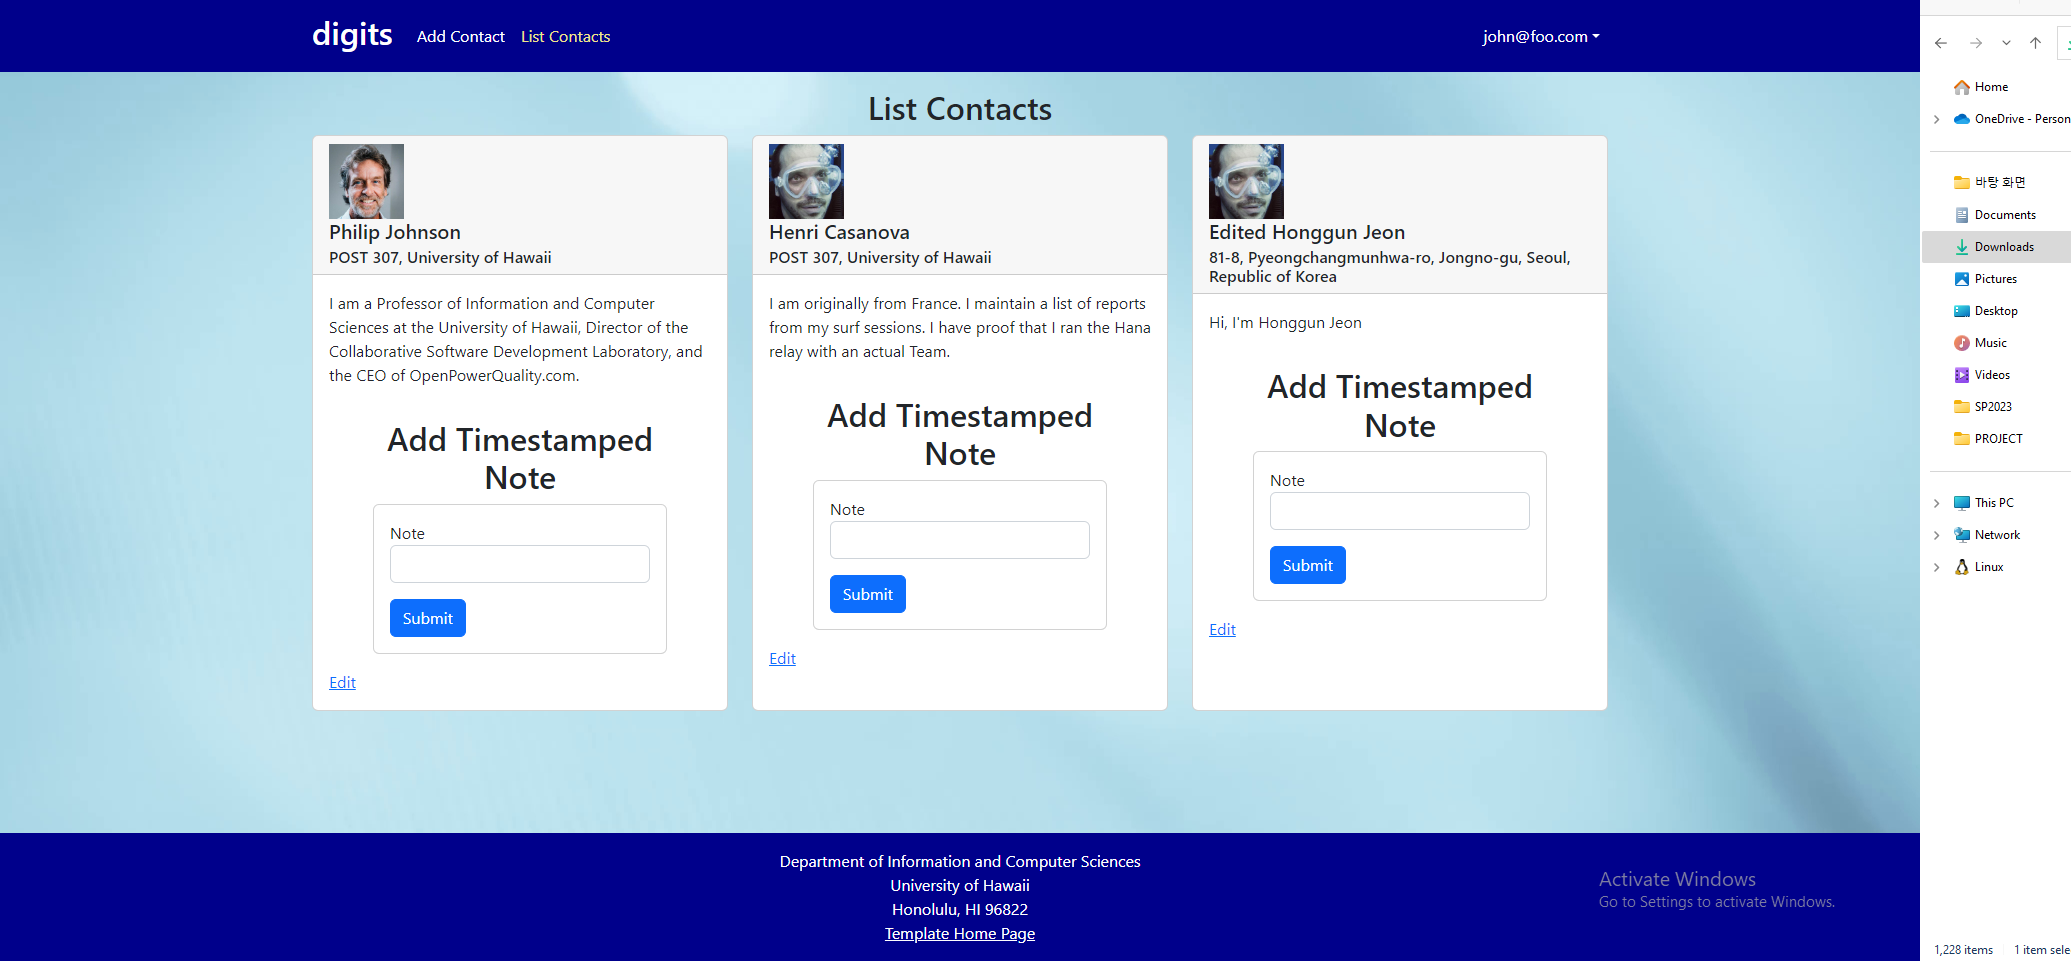 digits
Add Contact
List Contacts
john@foo.com
List Contacts
Philip Johnson
POST 307, University of Hawaii
I am a Professor of Information and Computer
Sciences at the University of Hawaii, Director of the
Collaborative Software Development Laboratory, and
the CEO of OpenPowerQuality.com.
Add Timestamped
Note
Note
Submit
Edit
Henri Casanova
POST 307, University of Hawaii
I am originally from France. I maintain a list of reports
from my surf sessions. I have proof that I ran the Hana
relay with an actual Team.
Add Timestamped
Note
Note
Submit
Edit
Edited Honggun Jeon
81-8, Pyeongchangmunhwa-ro, Jongno-gu, Seoul,
Republic of Korea
Hi, I'm Honggun Jeon
Add Timestamped
Note
Note
Submit
Edit
Department of Information and Computer Sciences
University of Hawaii
Honolulu, HI 96822
Template Home Page
Activate Windows
Go to Settings to activate Windows.
Home
OneDrive - Person
바탕 화면
Documents
Downloads
Pictures
Desktop
Music
Videos
SP2023
PROJECT
This PC
Network
Linux
1,228 items
1 item sele